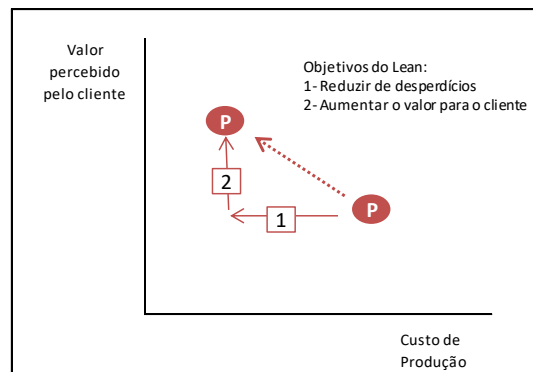 Valor
percebido
pelo cliente
Objetivos do Lean:
1- Reduzir de desperdícios
2- Aumentar o valor para o cliente
P
2
P
1
Custo de
Produção